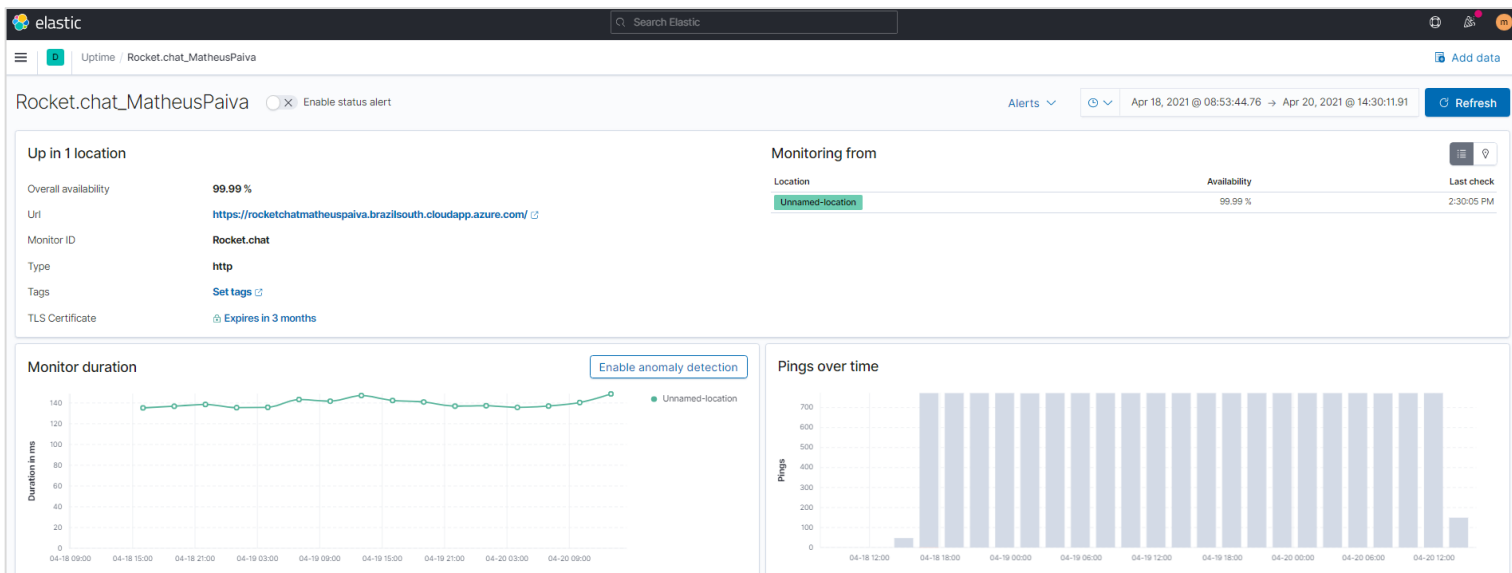 elastic
Search Elastic
m
D
Uptime / Rocket.chat_MatheusPaiva
Add data
Rocket.chat_MatheusPaiva
Enable status alert
Alerts
Apr 18, 2021 @ 08:53:44.76 → Apr 20, 2021 @ 14:30:11.91
Refresh
Up in 1 location
Overall availability 99.99 %
Url https://rocketchatmatheuspaiva.brazilsouth.cloudapp.azure.com/
Monitor ID Rocket.chat
Type http
Tags Set tags
TLS Certificate Expires in 3 months
Monitoring from
Location Availability Last check
Unnamed-location 99.99 % 2:30:05 PM
Monitor duration
Enable anomaly detection
Unnamed-location
Duration in ms
140
120
100
80
60
40
20
0
04-18 09:00 04-18 15:00 04-18 21:00 04-19 03:00 04-19 09:00 04-19 15:00 04-19 21:00 04-20 03:00 04-20 09:00
Pings over time
Pings
700
600
500
400
300
200
100
0
04-18 12:00 04-18 18:00 04-19 00:00 04-19 06:00 04-19 12:00 04-19 18:00 04-20 00:00 04-20 06:00 04-20 12:00